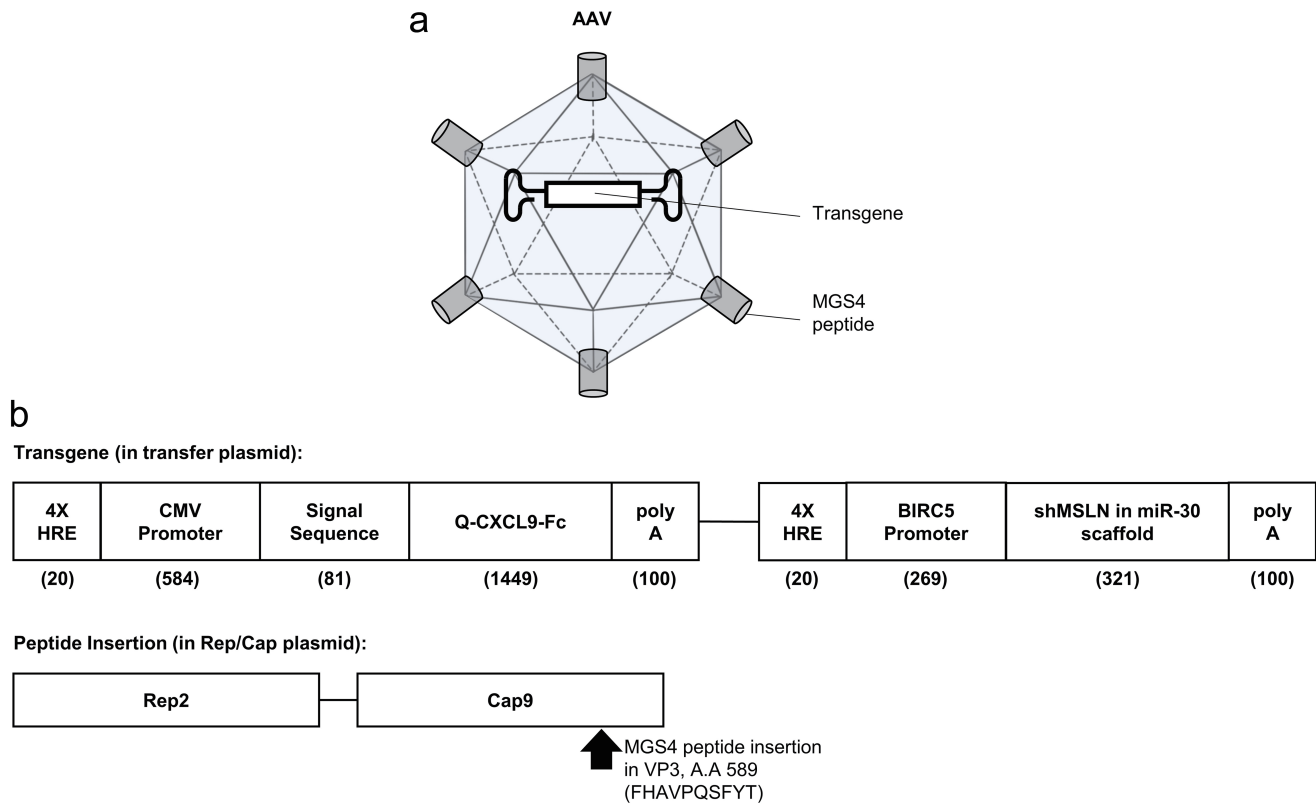 a
AAV
Transgene
MGS4
peptide
b
Transgene (in transfer plasmid):
4X
HRE
CMV
Promoter
Signal
Sequence
Q-CXCL9-Fc
poly
A
4X
HRE
BIRC5
Promoter
shMSLN in miR-30
scaffold
poly
A
(20) (584) (81) (1449) (100) (20) (269) (321) (100)
Peptide Insertion (in Rep/Cap plasmid):
Rep2
Cap9
MGS4 peptide insertion
in VP3, A.A 589
(FHAVPQSFYT)